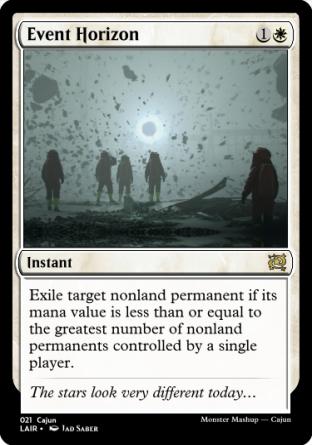 Event Horizon 1
Instant
Exile target nonland permanent if its
mana value is less than or equal to
the greatest number of nonland
permanents controlled by a single
player.
The stars look very different today...
021 Cajun
Monster Mashup — Cajun
LAIR • JAD SABER